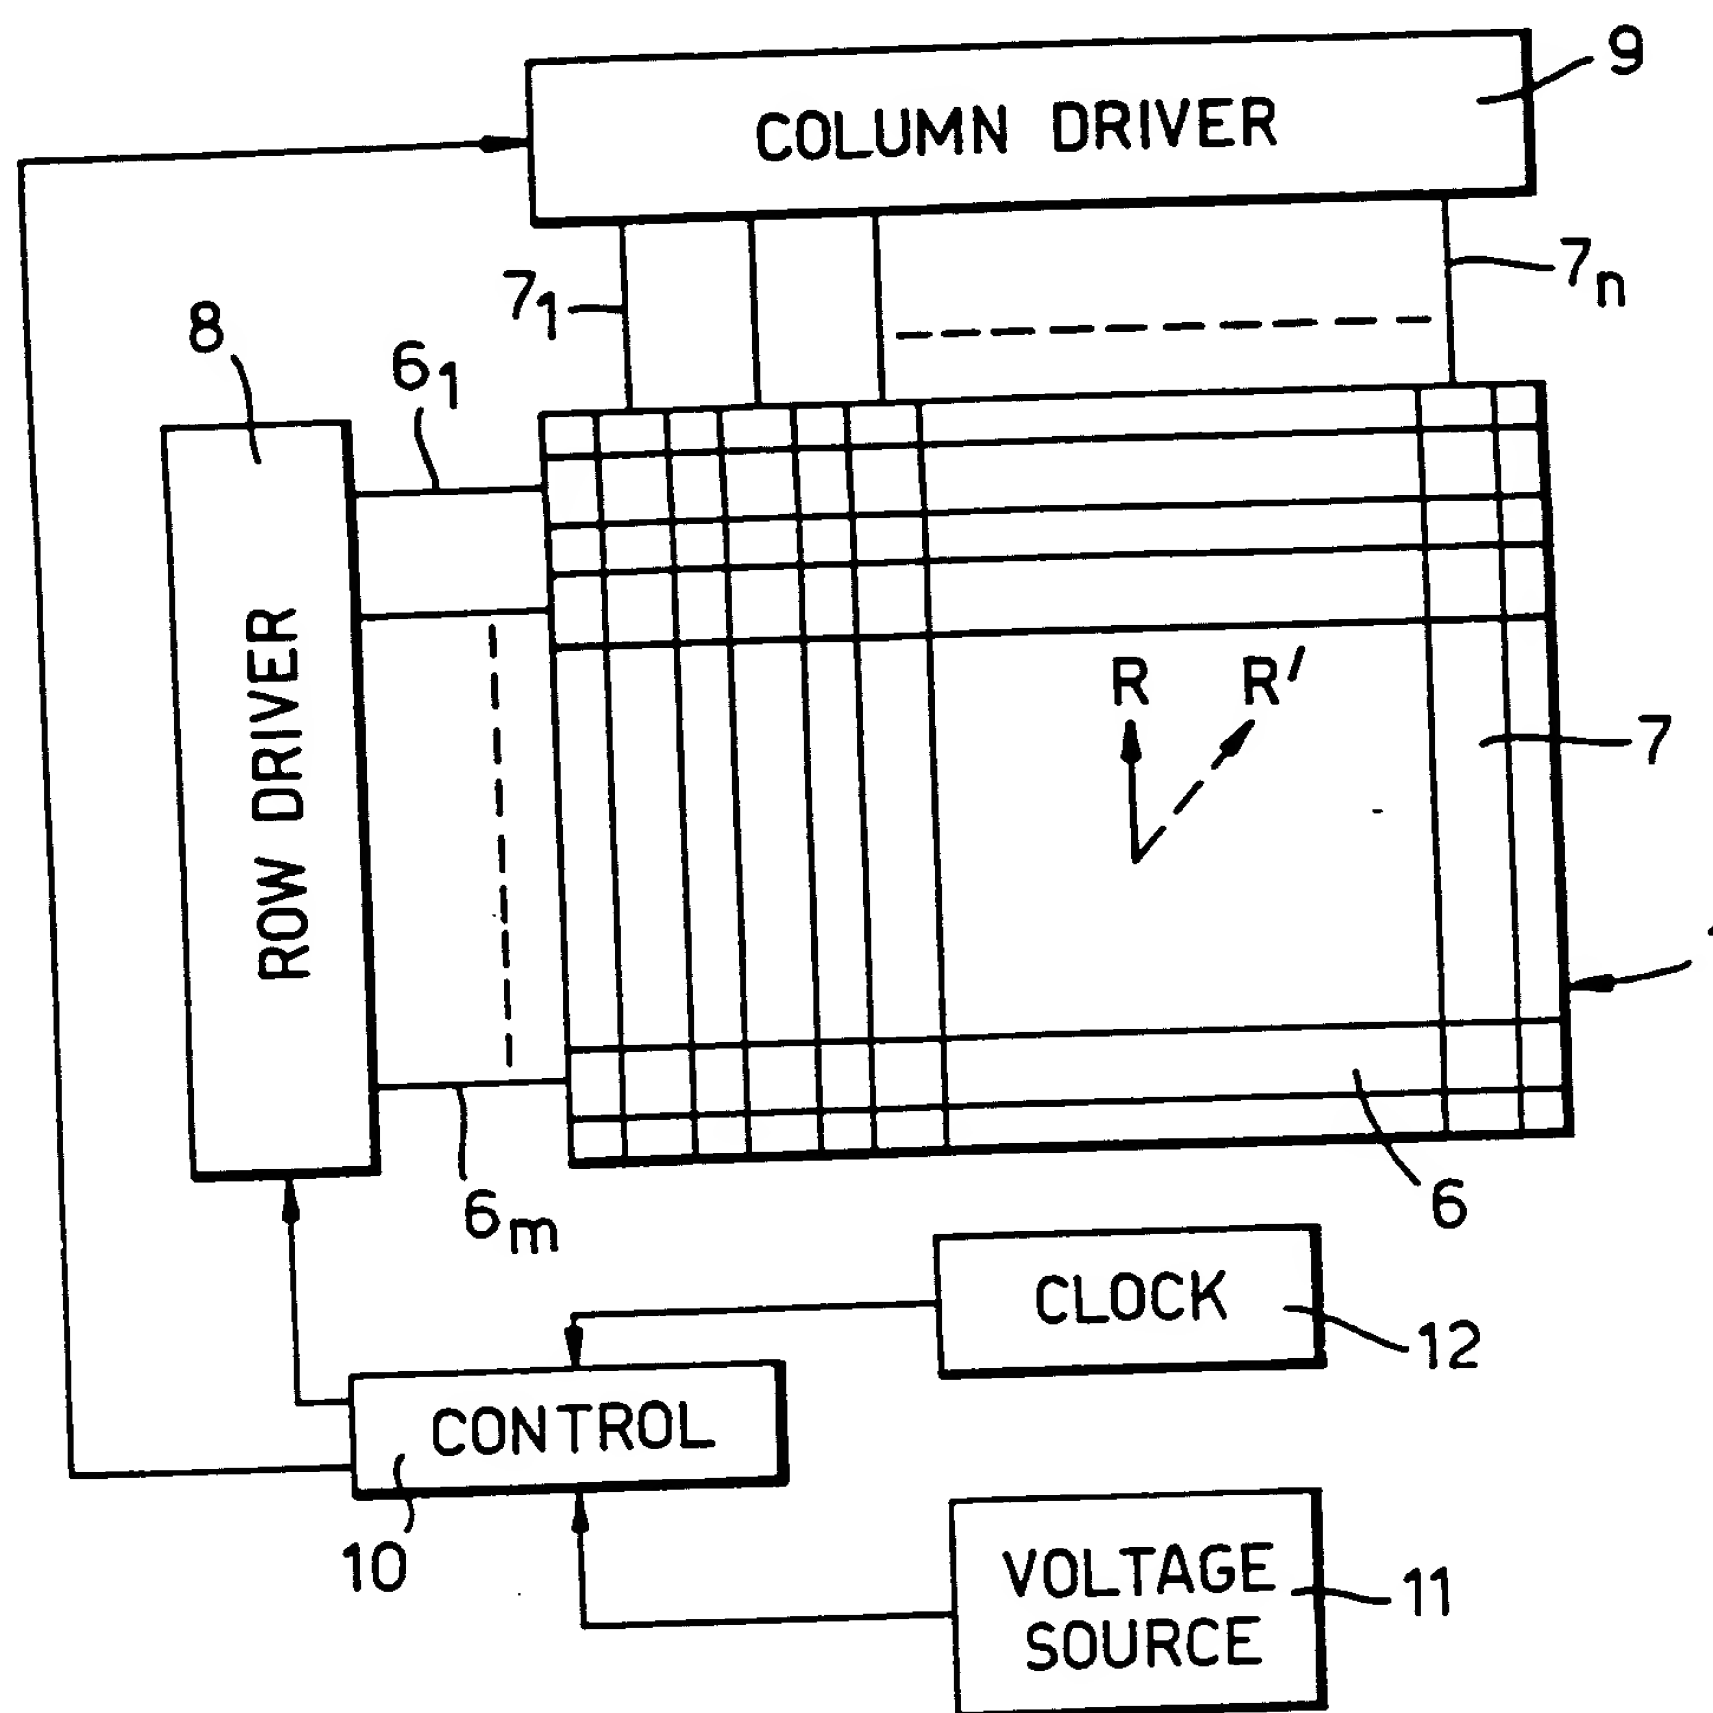 9
COLUMN DRIVER
7₁
7ₙ
8
6₁
ROW DRIVER
R
R′
7
6
6ₘ
CLOCK
12
CONTROL
10
VOLTAGE
SOURCE
11